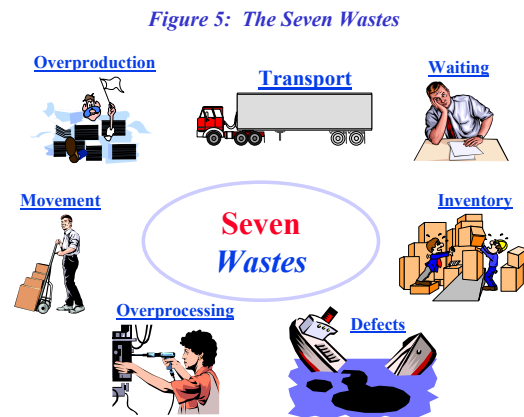 Figure 5:  The Seven Wastes
Overproduction
Transport
Waiting
Movement
Seven
Wastes
Inventory
Overprocessing
Defects